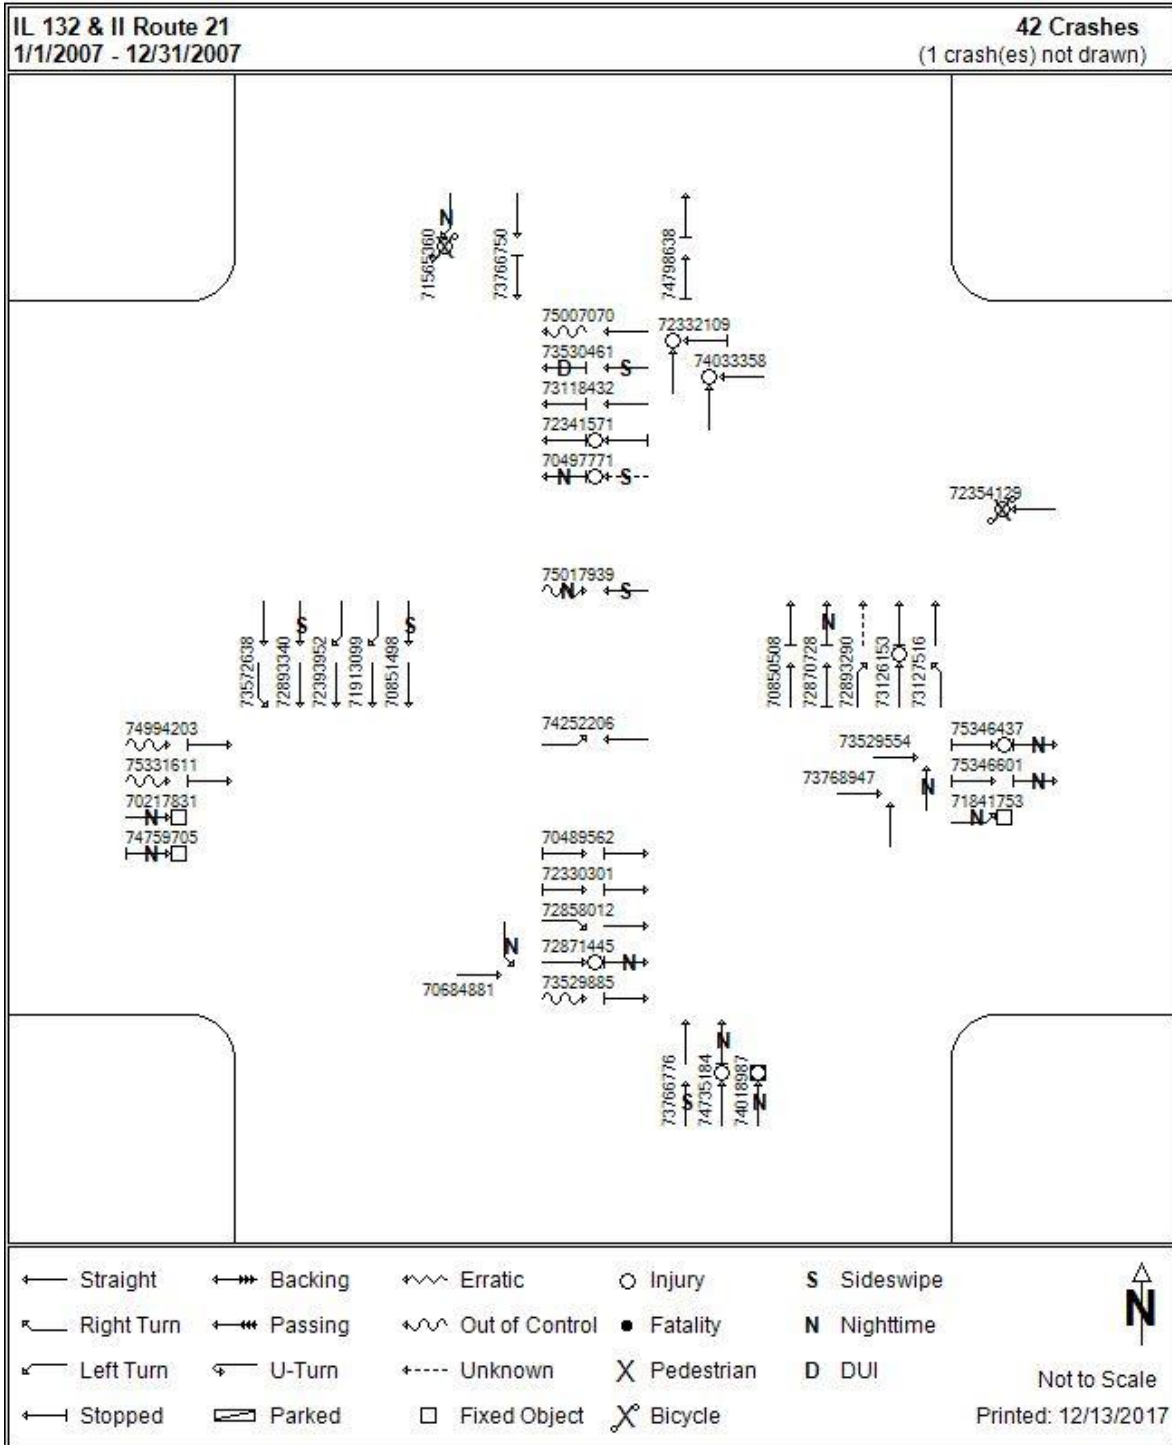 IL 132 & II Route 21
1/1/2007 - 12/31/2007
42 Crashes
(1 crash(es) not drawn)
N
71565360
73766750
74798638
75007070
72332109
73530461
D S
74033358
73118432
72341571
70497771
N S
72354129
75017939
N S
73572638
72893340
S
72393952
71913099
70851498
S
70850508
72870728
N
72893290
73126153
73127516
74994203
75331611
70217831
N
74759705
N
74252206
73529554
N
73768947
75346437
N
75346601
N
71841753
N
70489562
72330301
72858012
72871445
N
73529885
N
70684881
73766776
S
74735184
N
74018987
N
Straight
Backing
Erratic
Injury
S Sideswipe
Right Turn
Passing
Out of Control
Fatality
N Nighttime
Left Turn
U-Turn
Unknown
Pedestrian
D DUI
Stopped
Parked
Fixed Object
Bicycle
N
Not to Scale
Printed: 12/13/2017